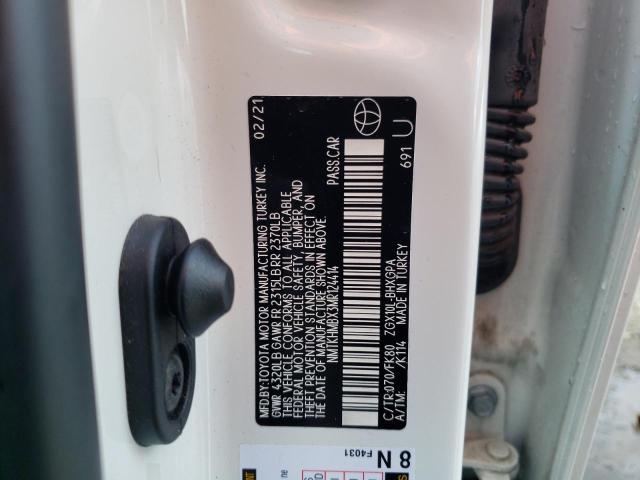 MFD.BY:TOYOTA MOTOR MANUFACTURING TURKEY INC. 02/21
GVWR 4320LB GAWR FR 2315LB RR 2370LB
THIS VEHICLE CONFORMS TO ALL APPLICABLE
FEDERAL MOTOR VEHICLE SAFETY, BUMPER, AND
THEFT PREVENTION STANDARDS IN EFFECT ON
THE DATE OF MANUFACTURE SHOWN ABOVE.
NMTKHMBX3MR124414 PASS.CAR
C/TR:070/FK80 ZGX10L-BHXGPA
A/TM: /K114 MADE IN TURKEY
691 U
8 N
F4031